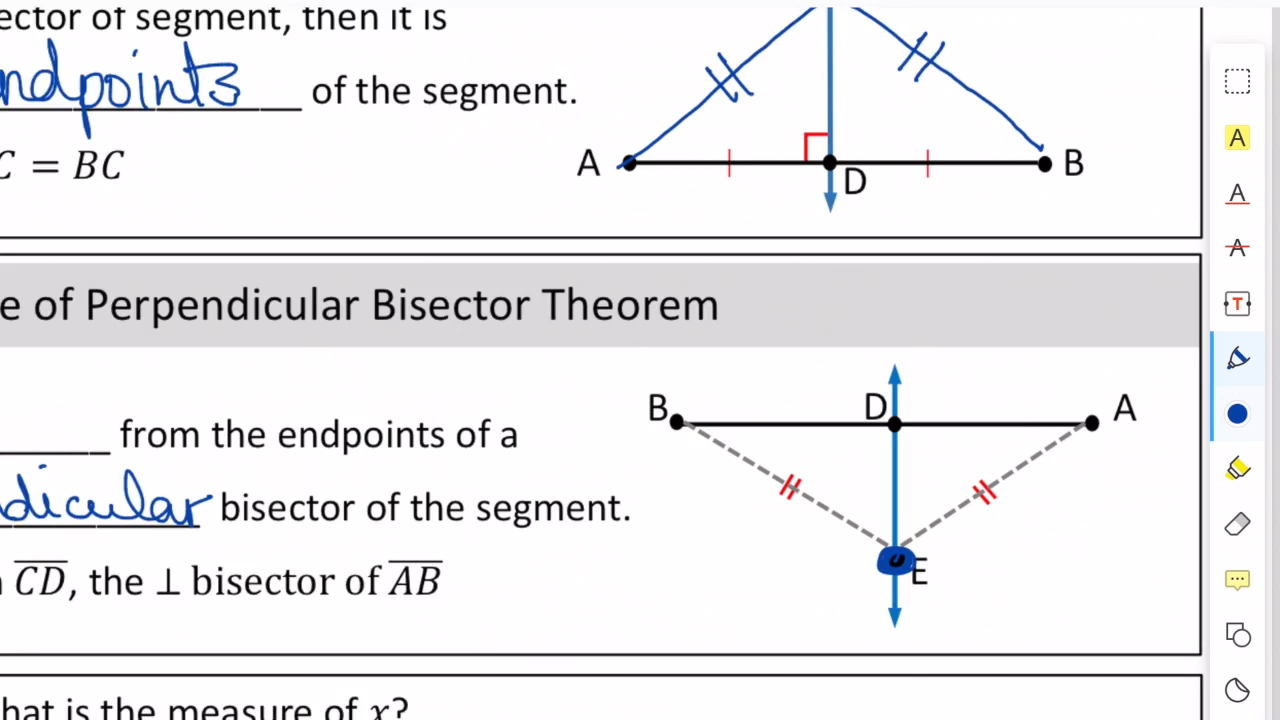 ector of segment, then it is
ndpoints of the segment.
C = BC
A
D
B
e of Perpendicular Bisector Theorem
from the endpoints of a
dicular bisector of the segment.
CD, the ⊥ bisector of AB
B
D
A
E
hat is the measure of x?
A
A
A
T